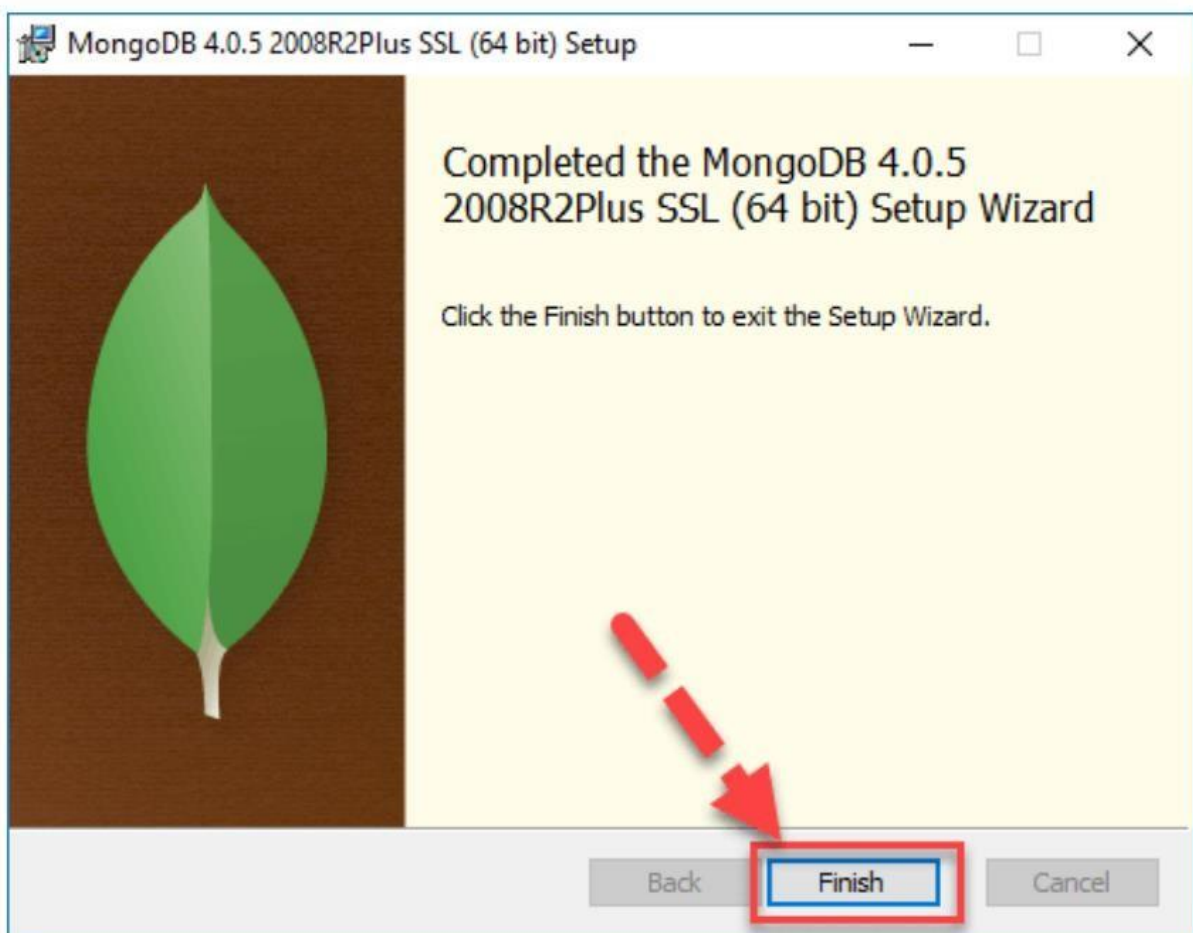 MongoDB 4.0.5 2008R2Plus SSL (64 bit) Setup
Completed the MongoDB 4.0.5
2008R2Plus SSL (64 bit) Setup Wizard
Click the Finish button to exit the Setup Wizard.
Back Finish Cancel